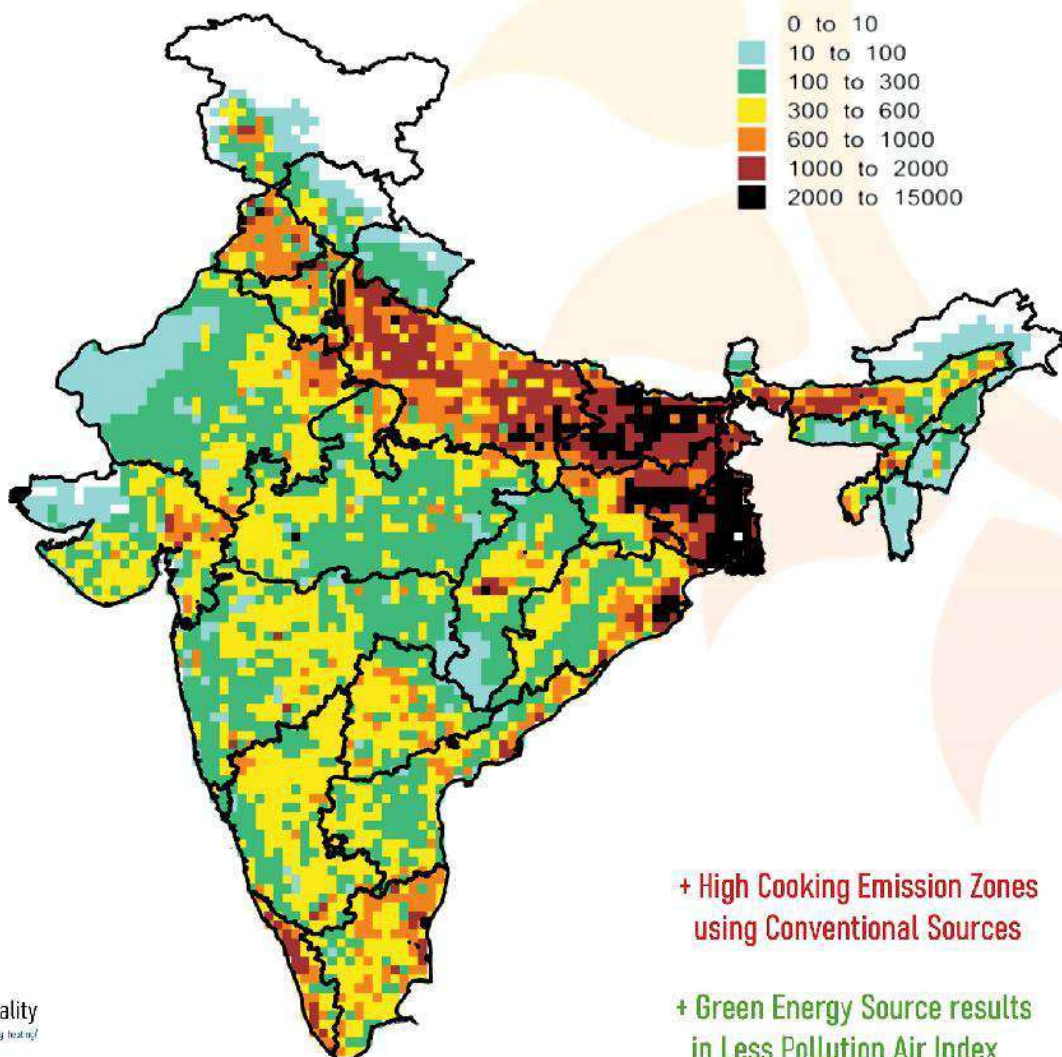 0 to 10
10 to 100
100 to 300
300 to 600
600 to 1000
1000 to 2000
2000 to 15000
+ High Cooking Emission Zones
using Conventional Sources
ality
+ Green Energy Source results
in Less Pollution Air Index